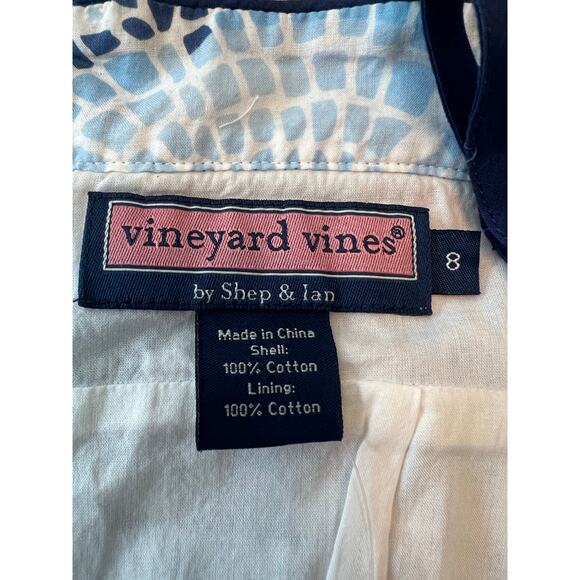 vineyard vines®
by Shep & Ian
8
Made in China
Shell:
100% Cotton
Lining:
100% Cotton